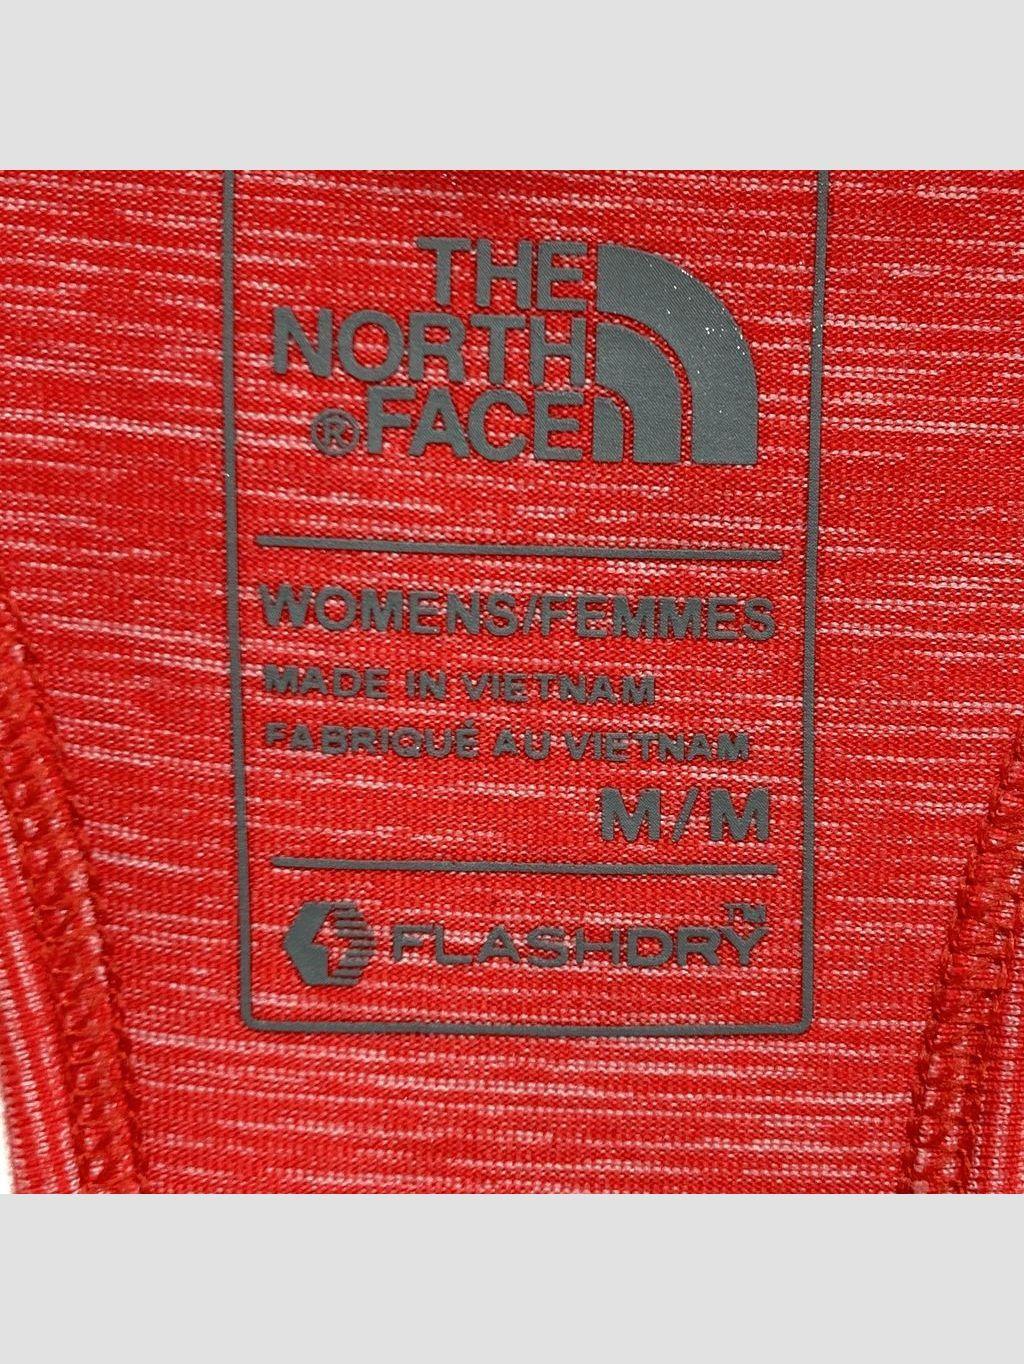 THE
NORTH
®FACE
WOMENS/FEMMES
MADE IN VIETNAM
FABRIQUÉ AU VIETNAM
M/M
FLASHDRY™